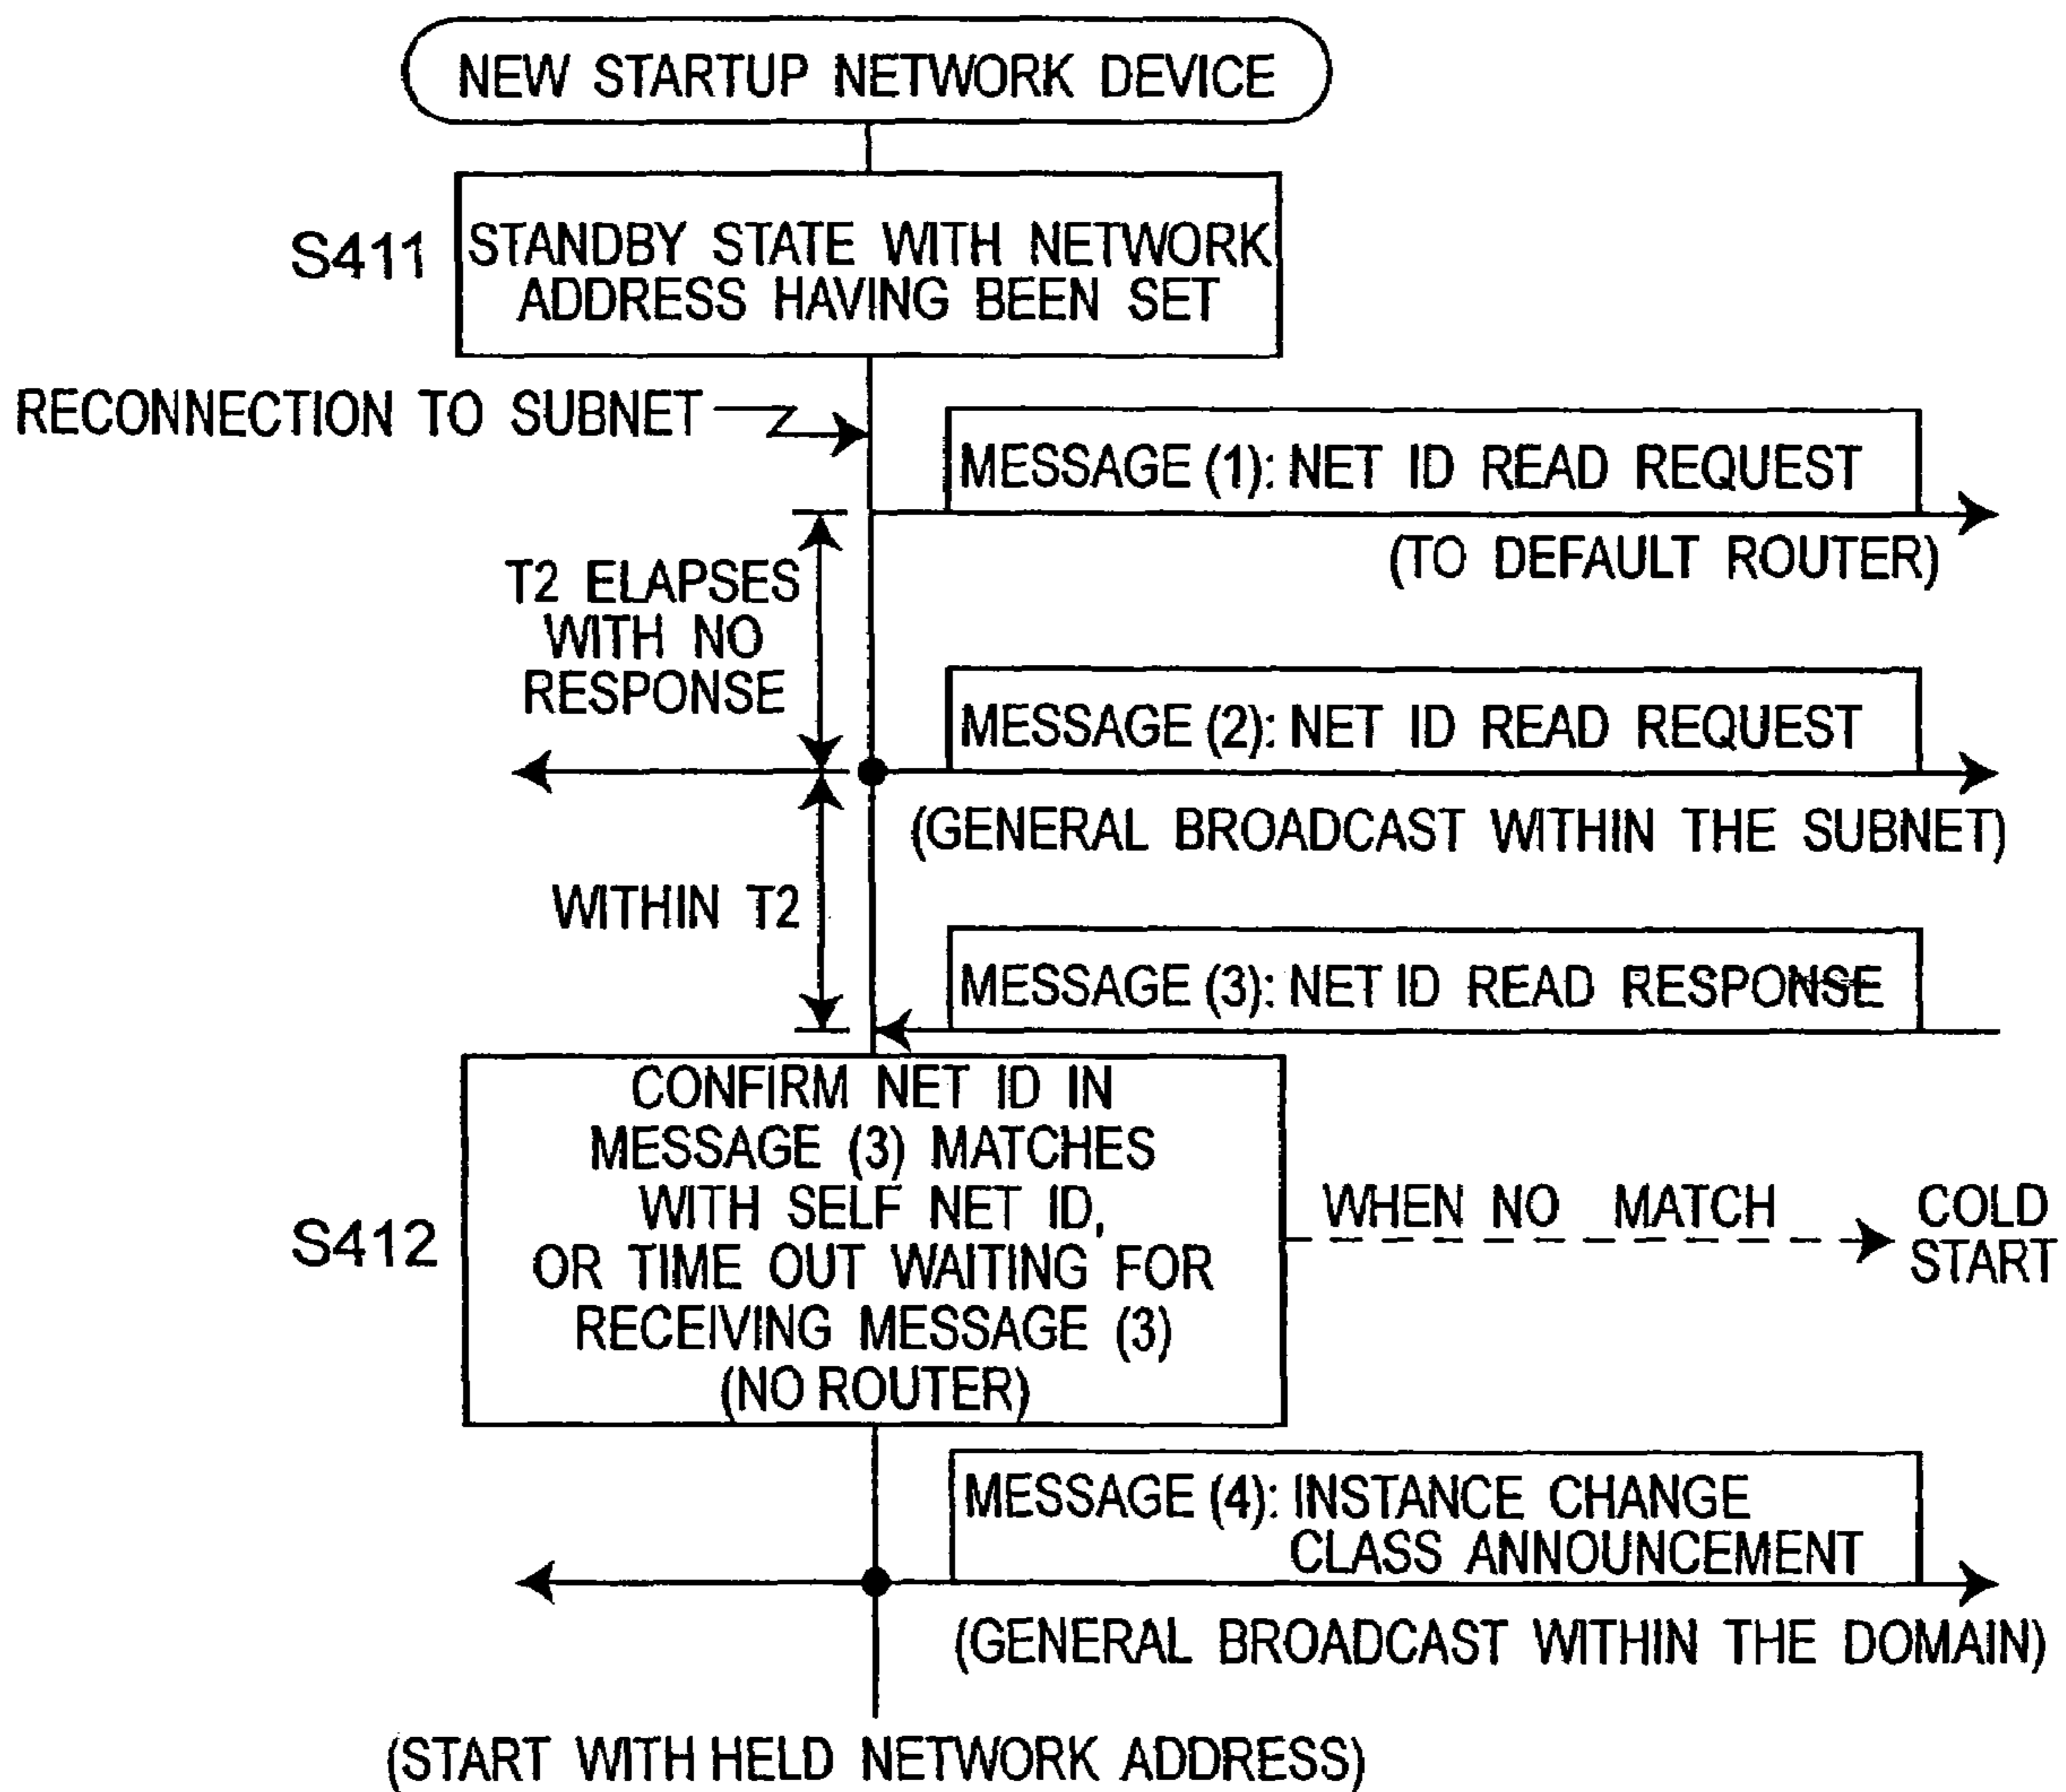 NEW STARTUP NETWORK DEVICE
S411
STANDBY STATE WITH NETWORK
ADDRESS HAVING BEEN SET
RECONNECTION TO SUBNET
MESSAGE (1): NET ID READ REQUEST
(TO DEFAULT ROUTER)
T2 ELAPSES
WITH NO
RESPONSE
MESSAGE (2): NET ID READ REQUEST
(GENERAL BROADCAST WITHIN THE SUBNET)
WITHIN T2
MESSAGE (3): NET ID READ RESPONSE
S412
CONFIRM NET ID IN
MESSAGE (3) MATCHES
WITH SELF NET ID,
OR TIME OUT WAITING FOR
RECEIVING MESSAGE (3)
(NO ROUTER)
WHEN NO MATCH
COLD
START
MESSAGE (4): INSTANCE CHANGE
CLASS ANNOUNCEMENT
(GENERAL BROADCAST WITHIN THE DOMAIN)
(START WITH HELD NETWORK ADDRESS)